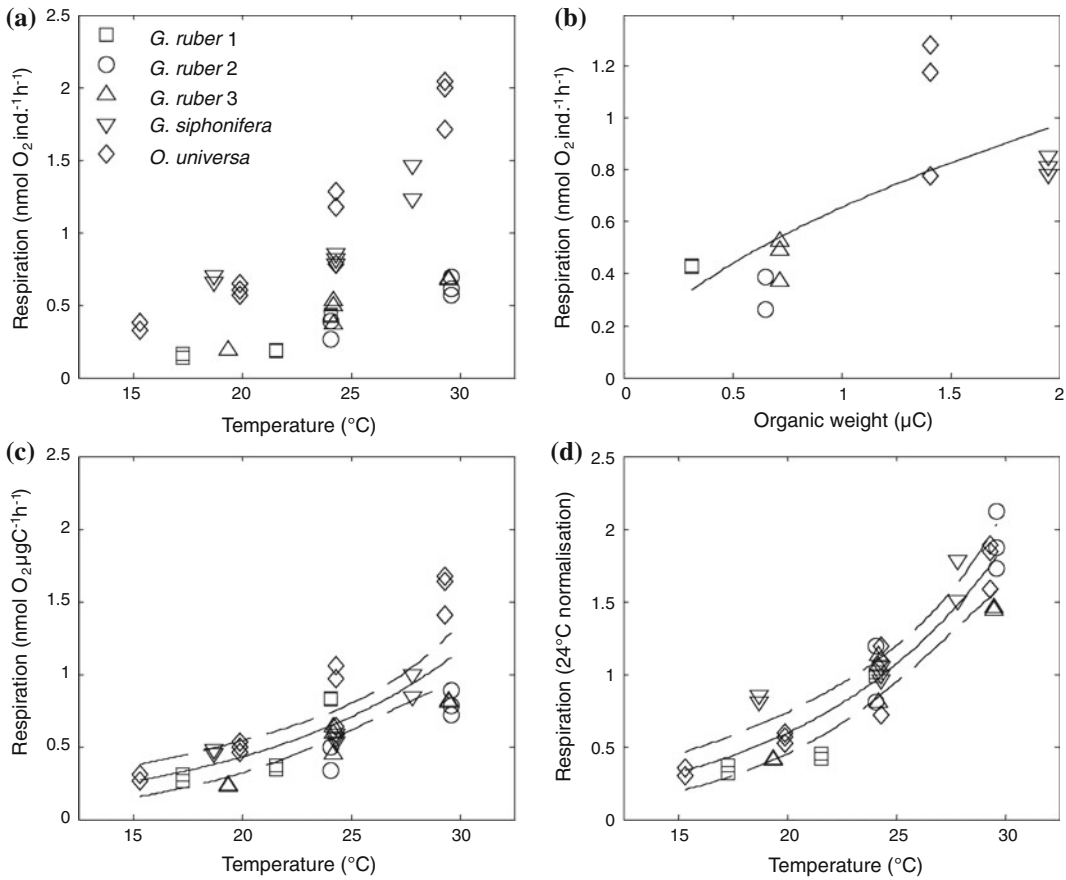 (a)
2.5
2
1.5
1
0.5
0
G. ruber 1
G. ruber 2
G. ruber 3
G. siphonifera
O. universa
Respiration (nmol O₂ ind.⁻¹h⁻¹)
15
20
25
30
Temperature (°C)
(b)
1.2
1
0.8
0.6
0.4
0.2
0
Respiration (nmol O₂ ind.⁻¹h⁻¹)
0
0.5
1
1.5
2
Organic weight (µC)
(c)
2.5
2
1.5
1
0.5
0
Respiration (nmol O₂ µgC⁻¹h⁻¹)
15
20
25
30
Temperature (°C)
(d)
2.5
2
1.5
1
0.5
0
Respiration (24°C normalisation)
15
20
25
30
Temperature (°C)